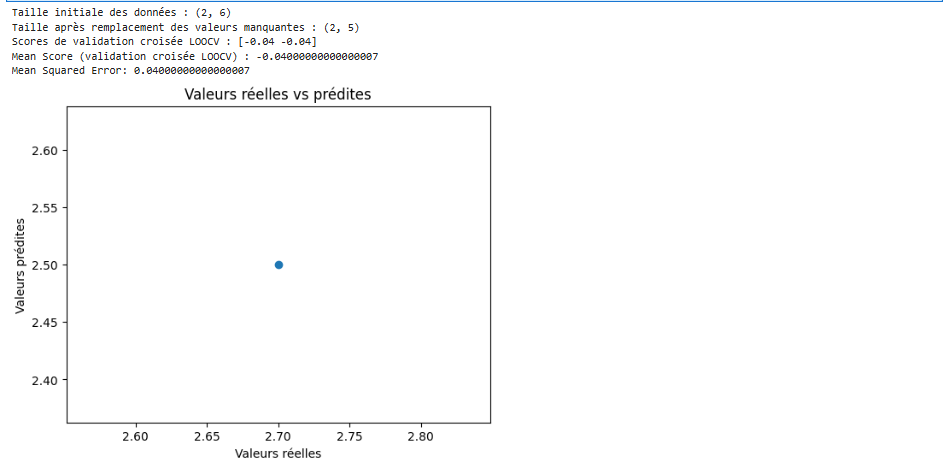 Taille initiale des données : (2, 6)
Taille après remplacement des valeurs manquantes : (2, 5)
Scores de validation croisée LOOCV : [-0.04 -0.04]
Mean Score (validation croisée LOOCV) : -0.04000000000000007
Mean Squared Error: 0.04000000000000007
Valeurs réelles vs prédites
2.60
2.55
2.50
2.45
2.40
Valeurs prédites
2.60 2.65 2.70 2.75 2.80
Valeurs réelles